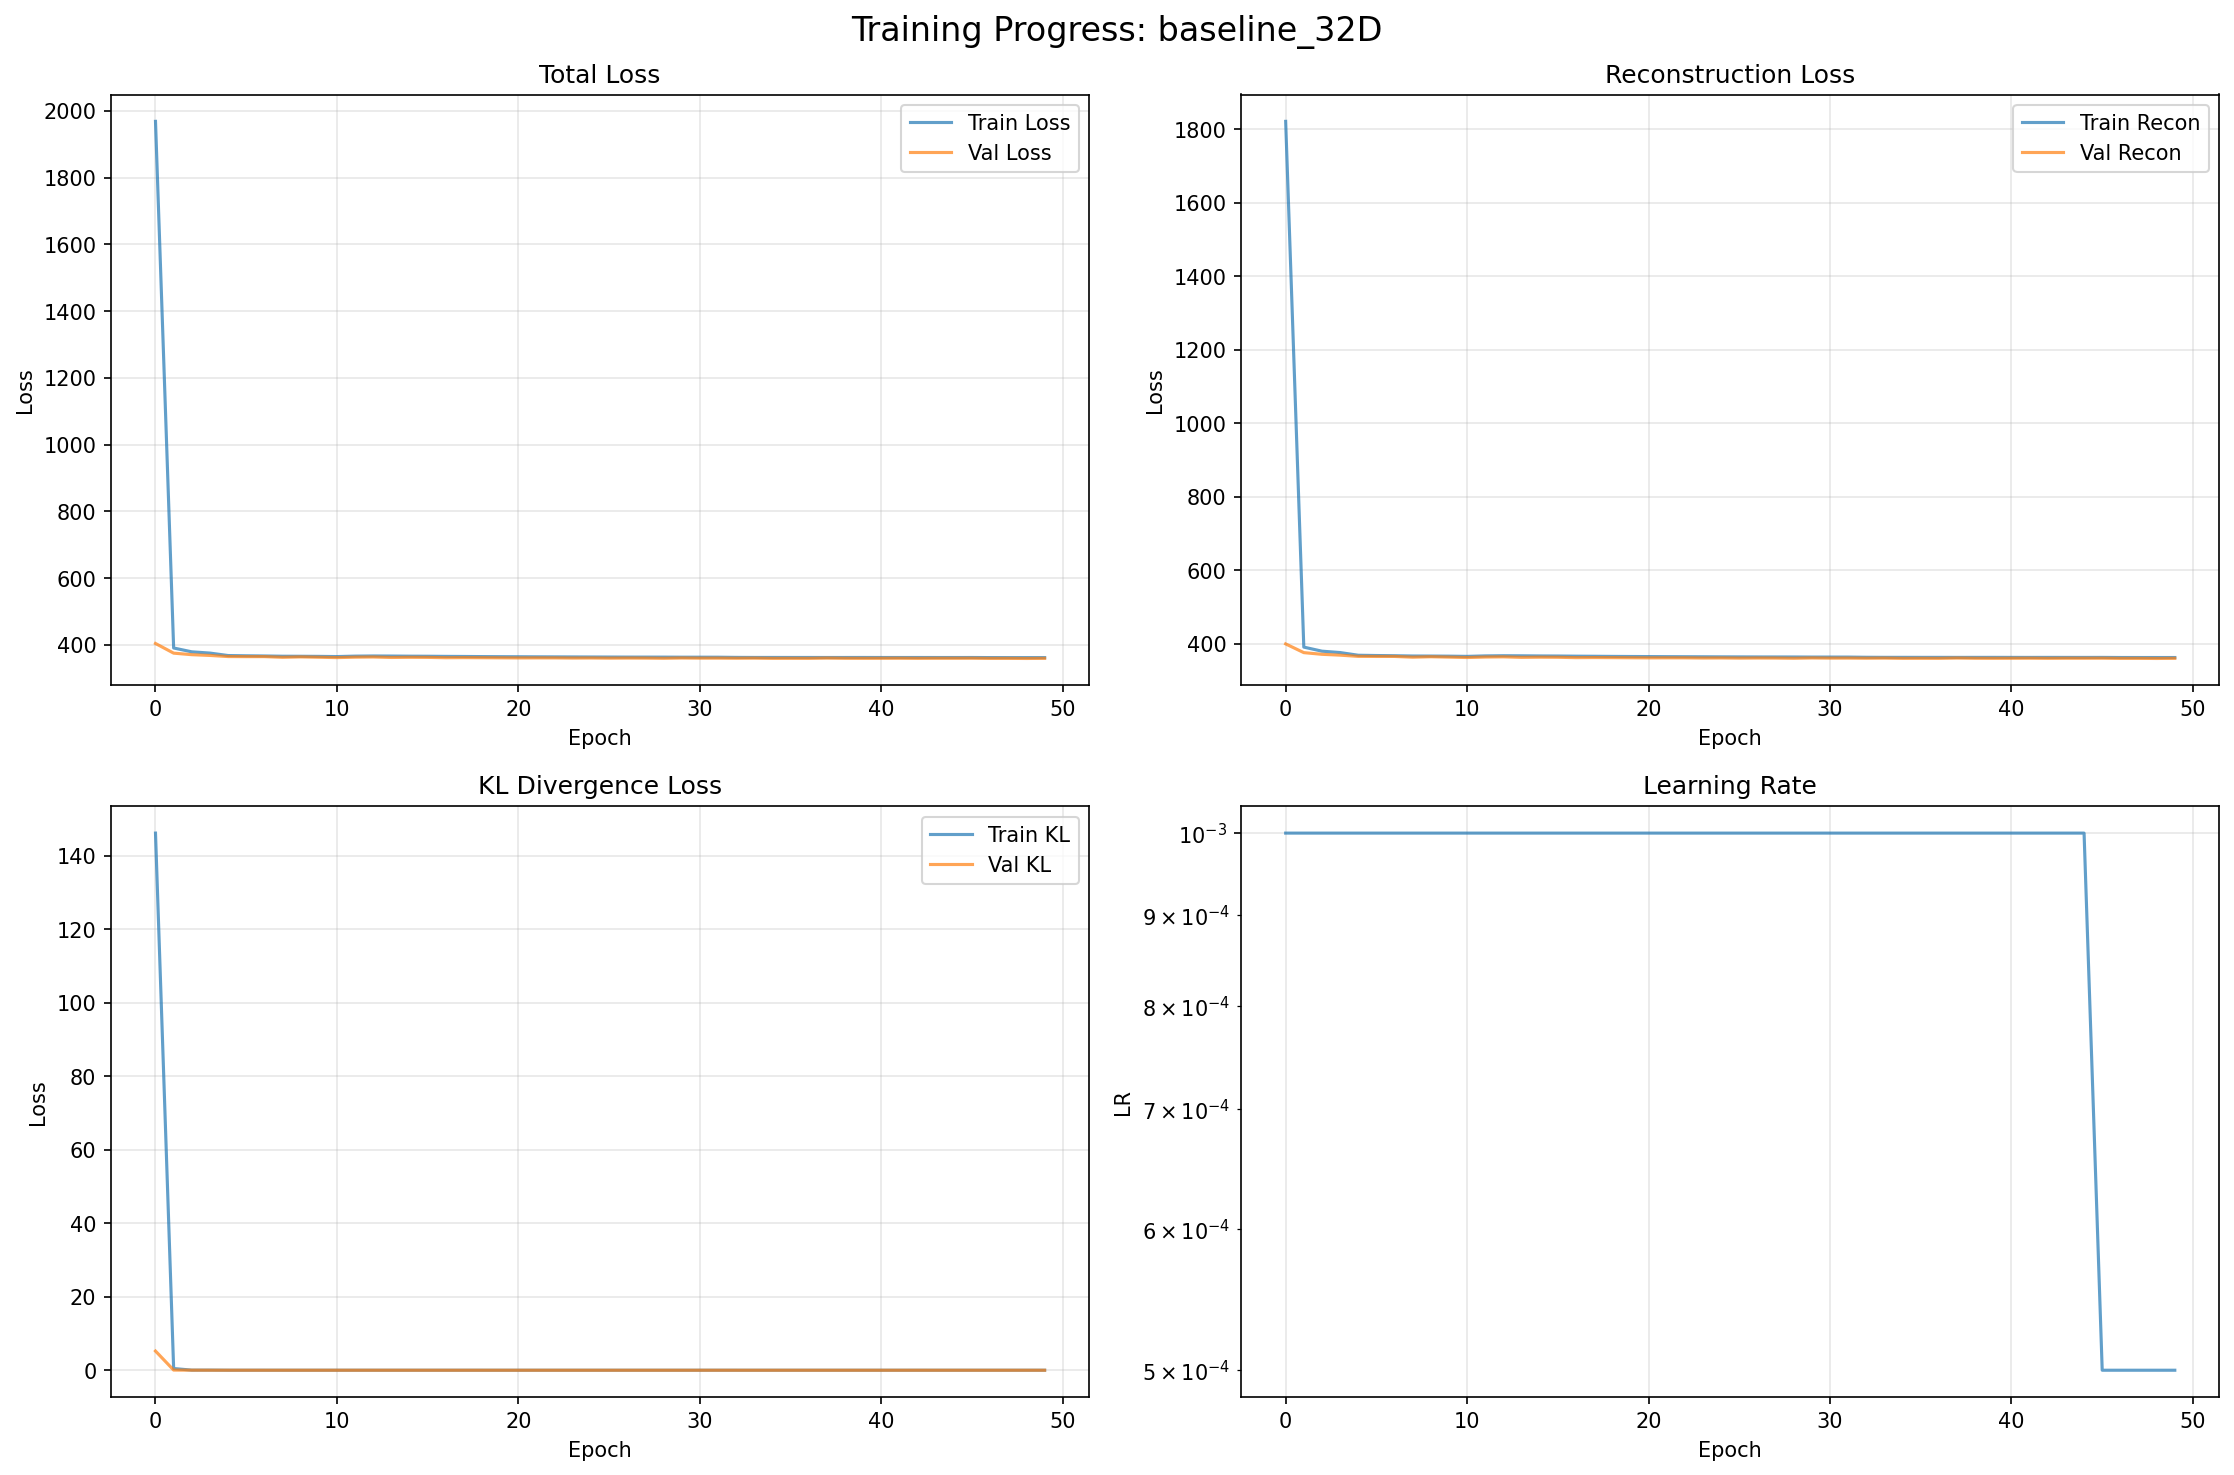 Training Progress: baseline_32D
Total Loss
Loss
2000
1800
1600
1400
1200
1000
800
600
400
Train Loss
Val Loss
0 10 20 30 40 50
Epoch
Reconstruction Loss
Loss
1800
1600
1400
1200
1000
800
600
400
Train Recon
Val Recon
0 10 20 30 40 50
Epoch
KL Divergence Loss
Loss
140
120
100
80
60
40
20
0
Train KL
Val KL
0 10 20 30 40 50
Epoch
Learning Rate
LR
10⁻³
9 × 10⁻⁴
8 × 10⁻⁴
7 × 10⁻⁴
6 × 10⁻⁴
5 × 10⁻⁴
0 10 20 30 40 50
Epoch